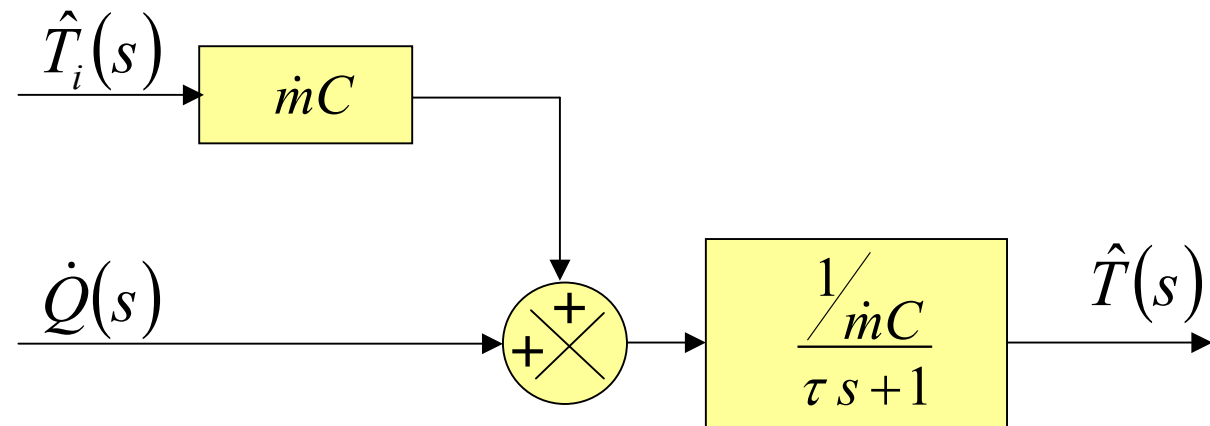 T̂ᵢ(s)
ṁC
+
Q̇(s)
+
1/ṁC
τ s + 1
T̂(s)